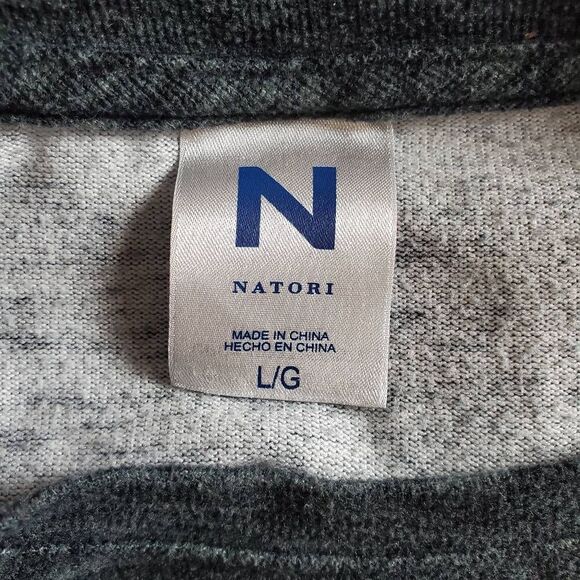 N
NATORI
MADE IN CHINA
HECHO EN CHINA
L/G